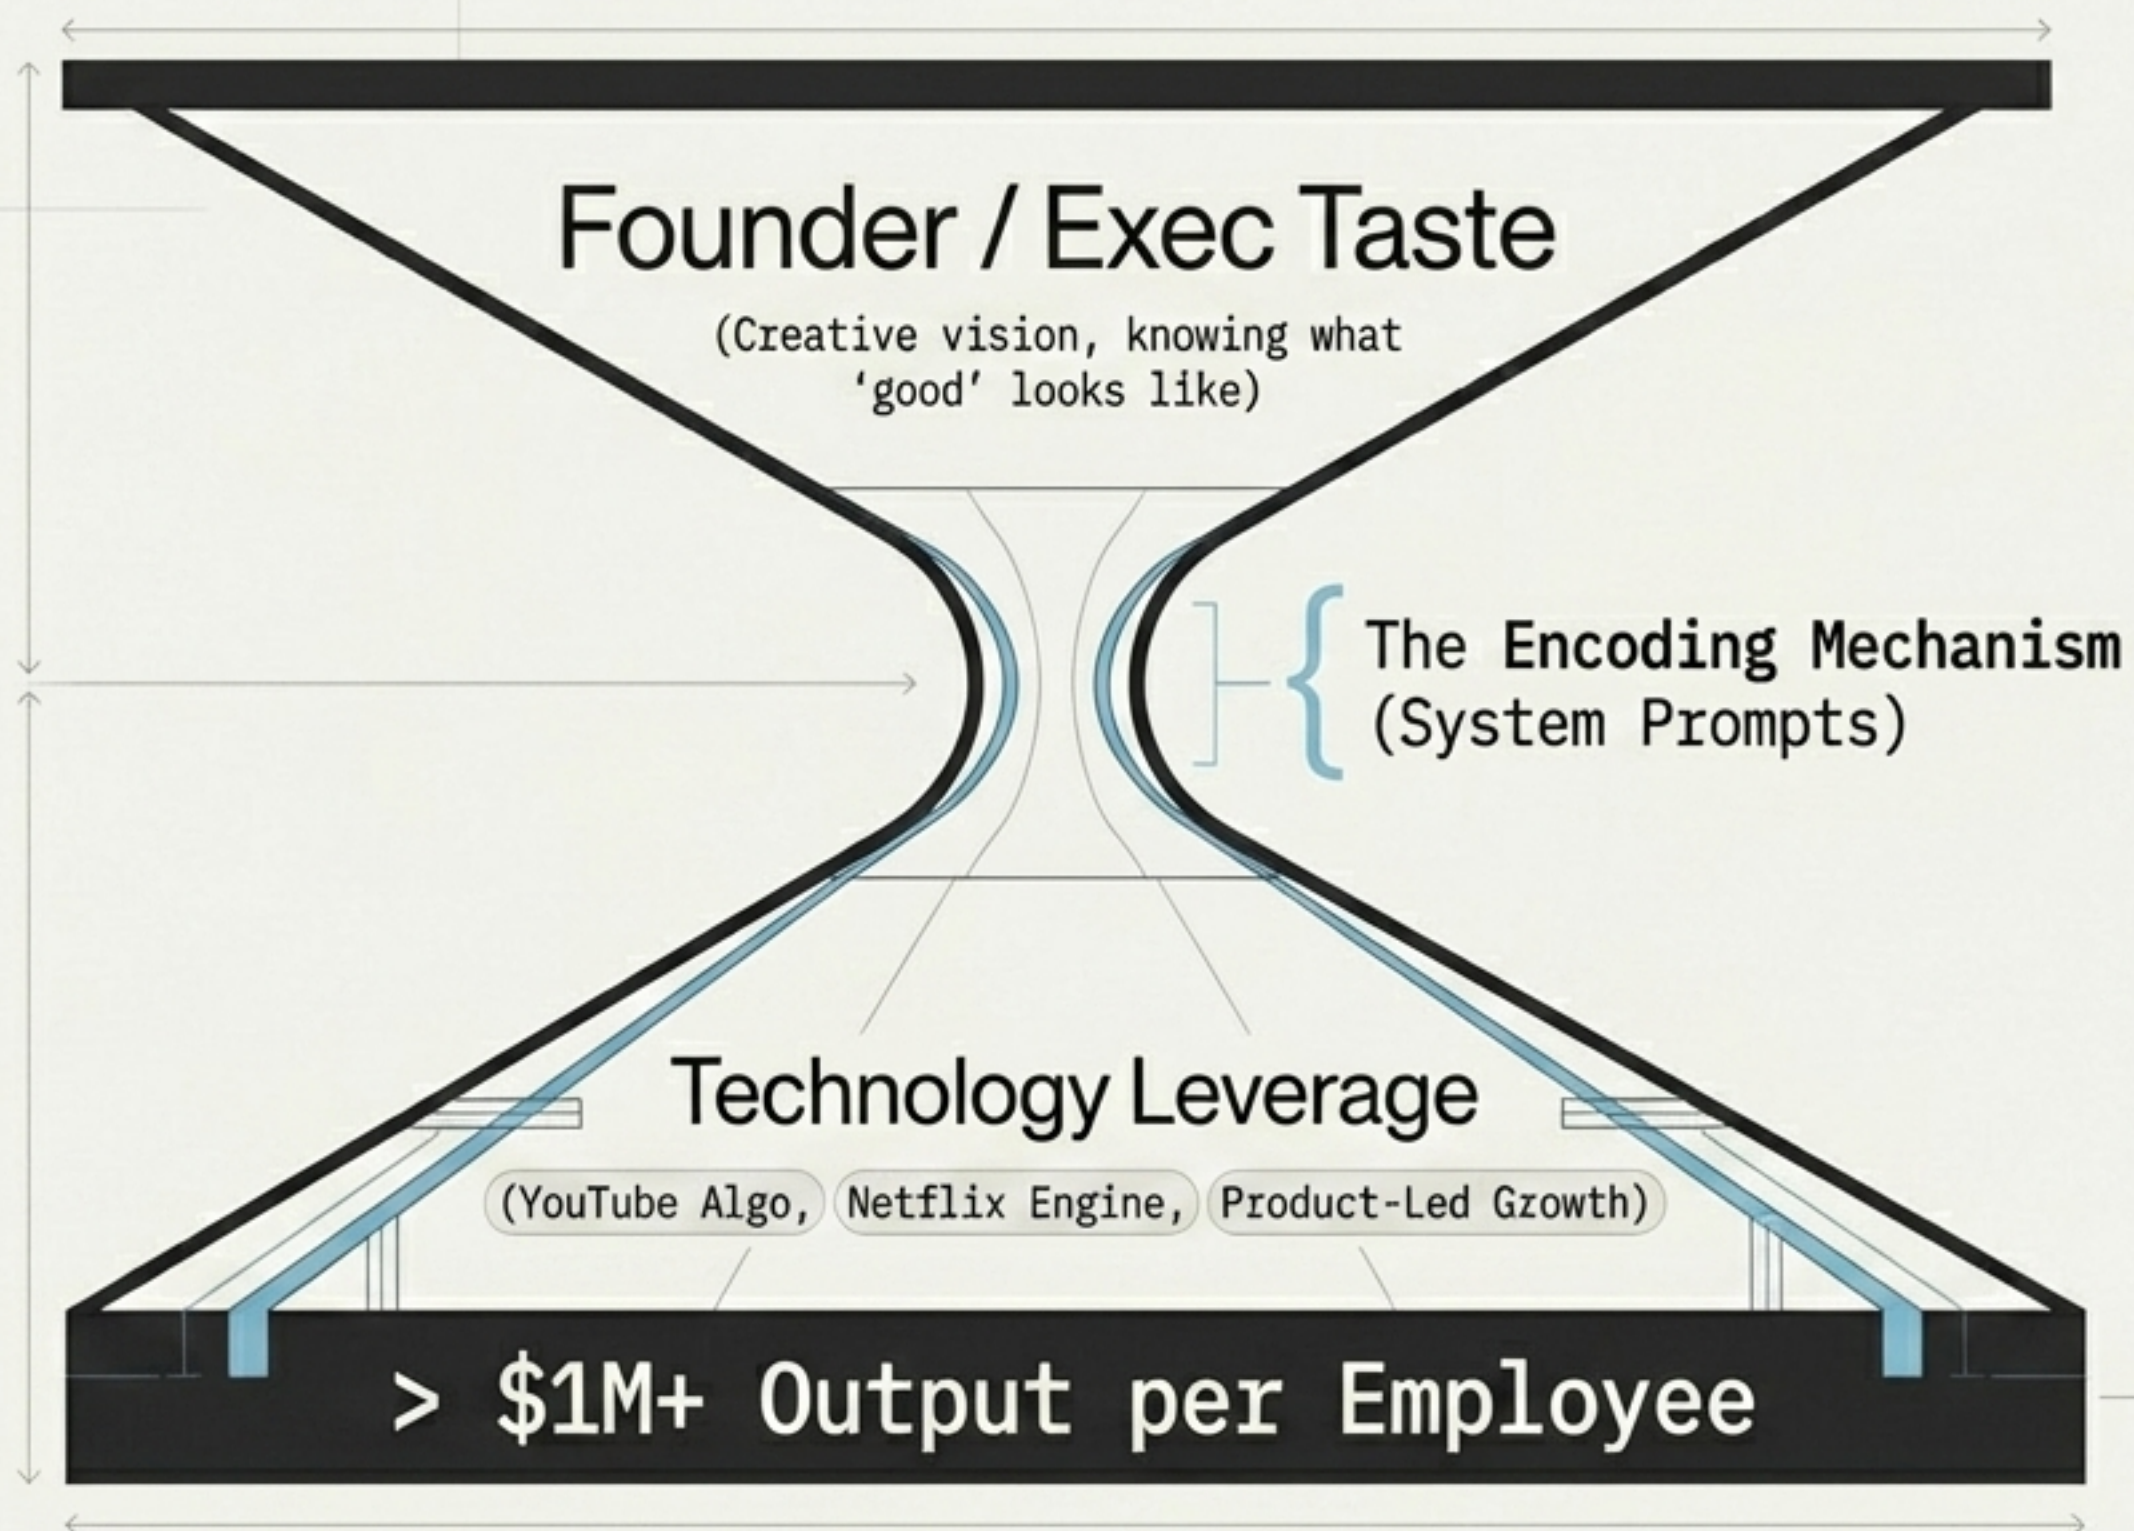 Founder / Exec Taste
(Creative vision, knowing what
‘good’ looks like)
The Encoding Mechanism
(System Prompts)
Technology Leverage
(YouTube Algo, Netflix Engine, Product-Led Growth)
> $1M+ Output per Employee